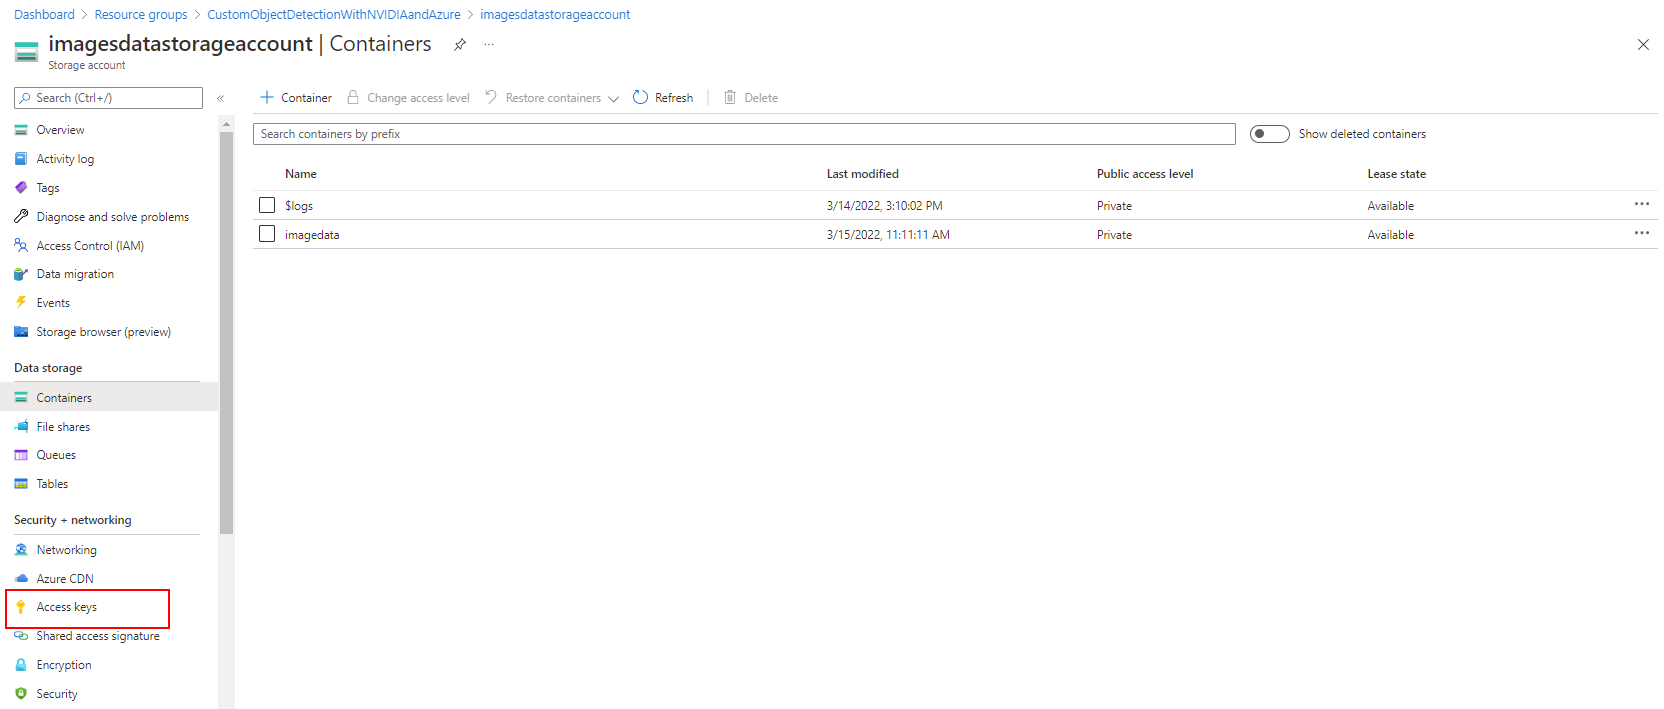 Dashboard > Resource groups > CustomObjectDetectionWithNVIDIAandAzure > imagesdatastorageaccount
imagesdatastorageaccount | Containers
Storage account
Search (Ctrl+/)
Overview
Activity log
Tags
Diagnose and solve problems
Access Control (IAM)
Data migration
Events
Storage browser (preview)
Data storage
Containers
File shares
Queues
Tables
Security + networking
Networking
Azure CDN
Access keys
Shared access signature
Encryption
Security
+ Container Change access level Restore containers Refresh Delete
Search containers by prefix
Show deleted containers
Name Last modified Public access level Lease state
$logs 3/14/2022, 3:10:02 PM Private Available
imagedata 3/15/2022, 11:11:11 AM Private Available